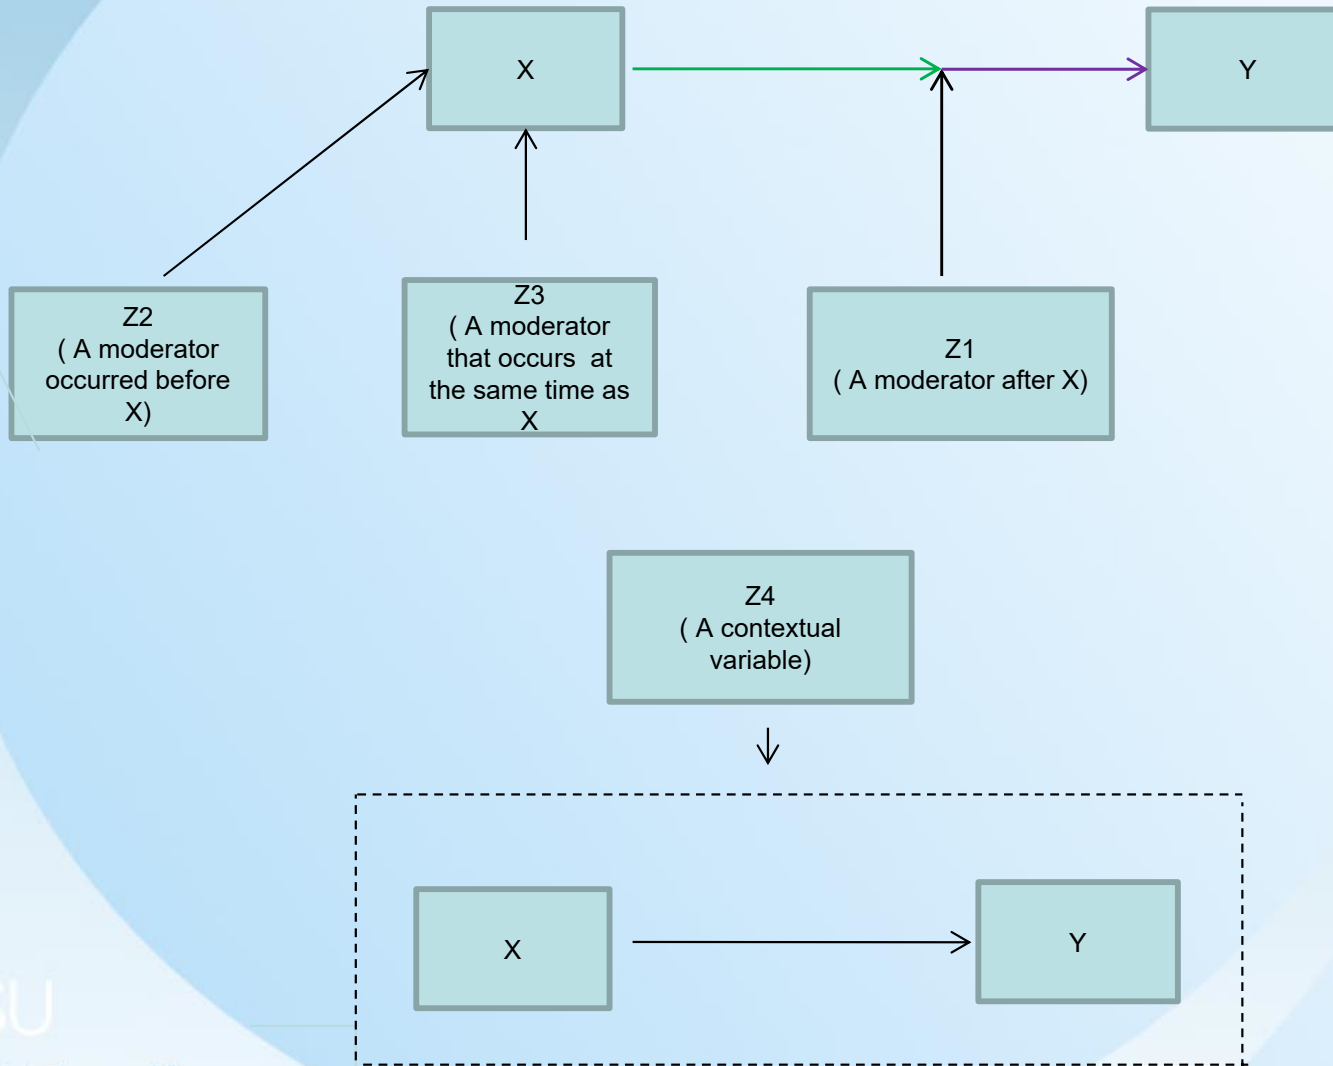 X
Y
Z2
( A moderator
occurred before
X)
Z3
( A moderator
that occurs at
the same time as
X
Z1
( A moderator after X)
Z4
( A contextual
variable)
X
Y